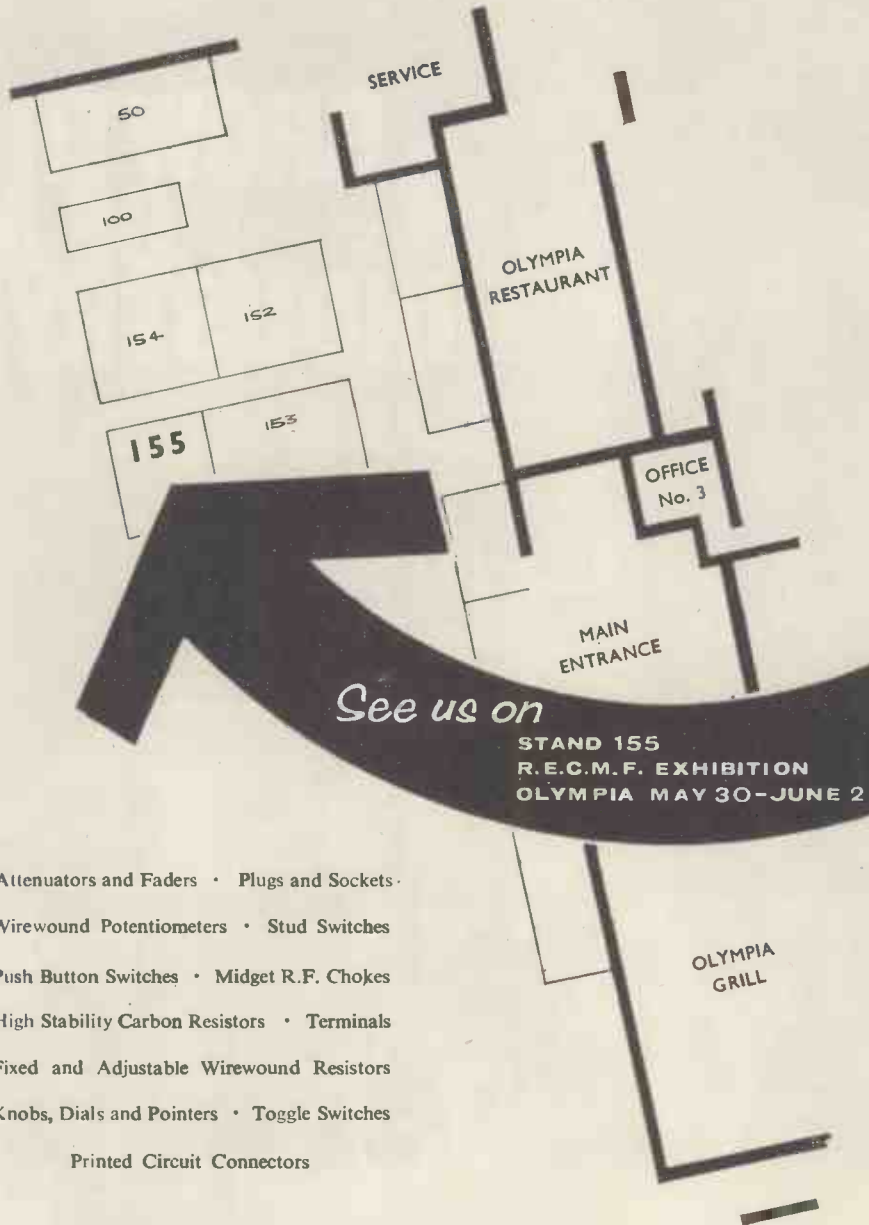 SERVICE
50
100
OLYMPIA
RESTAURANT
154
152
155
153
OFFICE
No. 3
MAIN
ENTRANCE
See us on
STAND 155
R.E.C.M.F. EXHIBITION
OLYMPIA MAY 30-JUNE 2
Attenuators and Faders · Plugs and Sockets
Wirewound Potentiometers · Stud Switches
Push Button Switches · Midget R.F. Chokes
High Stability Carbon Resistors · Terminals
Fixed and Adjustable Wirewound Resistors
Knobs, Dials and Pointers · Toggle Switches
Printed Circuit Connectors
OLYMPIA
GRILL